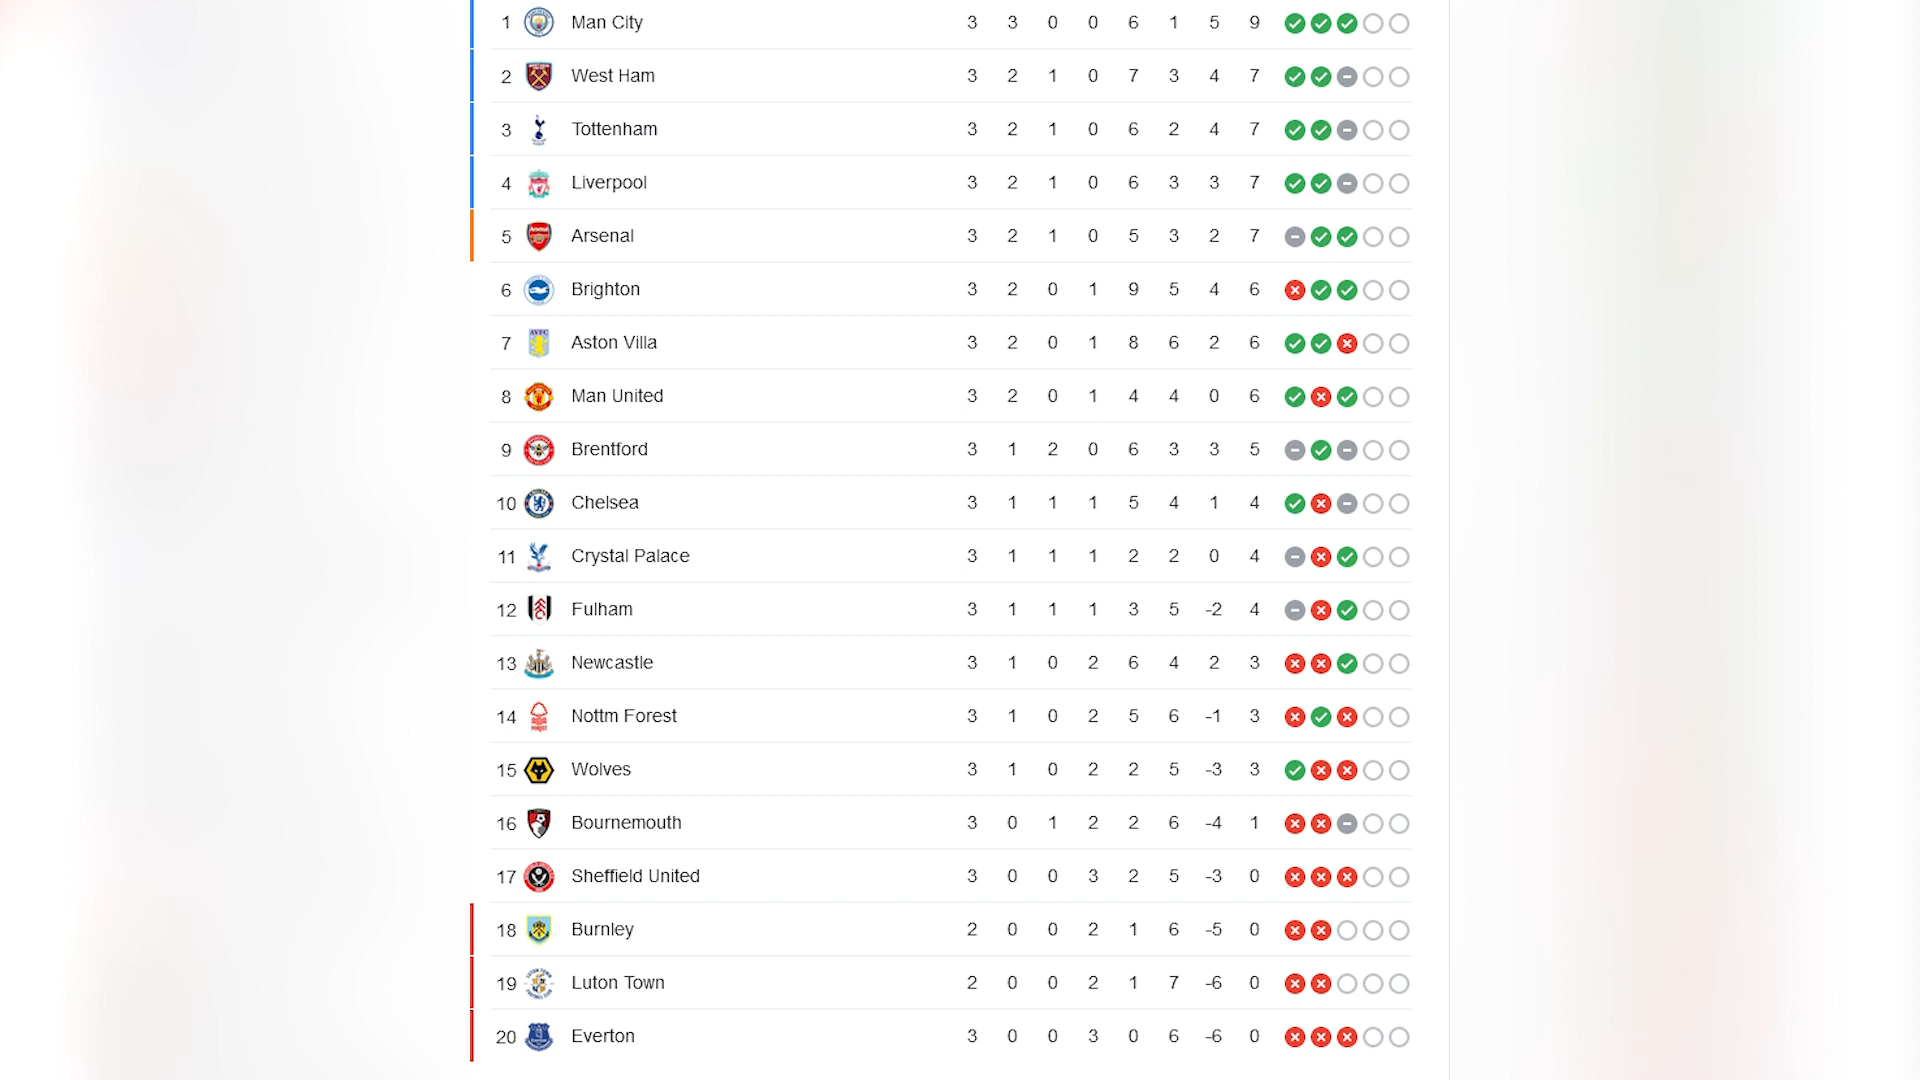 1 Man City 3 3 0 0 6 1 5 9
2 West Ham 3 2 1 0 7 3 4 7
3 Tottenham 3 2 1 0 6 2 4 7
4 Liverpool 3 2 1 0 6 3 3 7
5 Arsenal 3 2 1 0 5 3 2 7
6 Brighton 3 2 0 1 9 5 4 6
7 Aston Villa 3 2 0 1 8 6 2 6
8 Man United 3 2 0 1 4 4 0 6
9 Brentford 3 1 2 0 6 3 3 5
10 Chelsea 3 1 1 1 5 4 1 4
11 Crystal Palace 3 1 1 1 2 2 0 4
12 Fulham 3 1 1 1 3 5 -2 4
13 Newcastle 3 1 0 2 6 4 2 3
14 Nottm Forest 3 1 0 2 5 6 -1 3
15 Wolves 3 1 0 2 2 5 -3 3
16 Bournemouth 3 0 1 2 2 6 -4 1
17 Sheffield United 3 0 0 3 2 5 -3 0
18 Burnley 2 0 0 2 1 6 -5 0
19 Luton Town 2 0 0 2 1 7 -6 0
20 Everton 3 0 0 3 0 6 -6 0